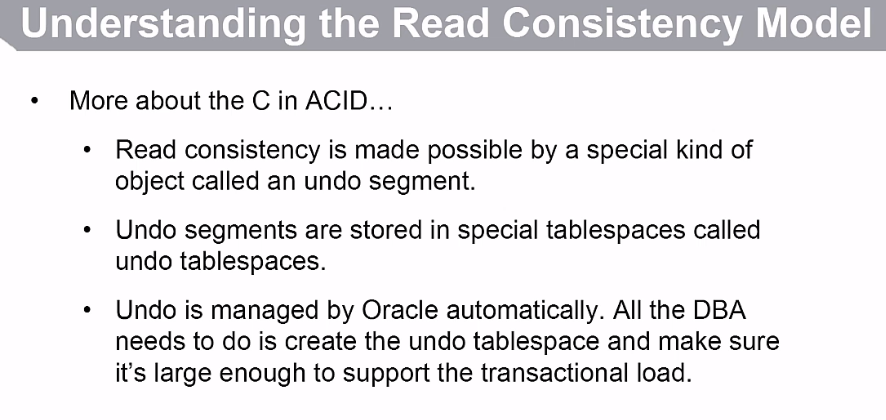 Understanding the Read Consistency Model
• More about the C in ACID…
• Read consistency is made possible by a special kind of
object called an undo segment.
• Undo segments are stored in special tablespaces called
undo tablespaces.
• Undo is managed by Oracle automatically. All the DBA
needs to do is create the undo tablespace and make sure
it’s large enough to support the transactional load.